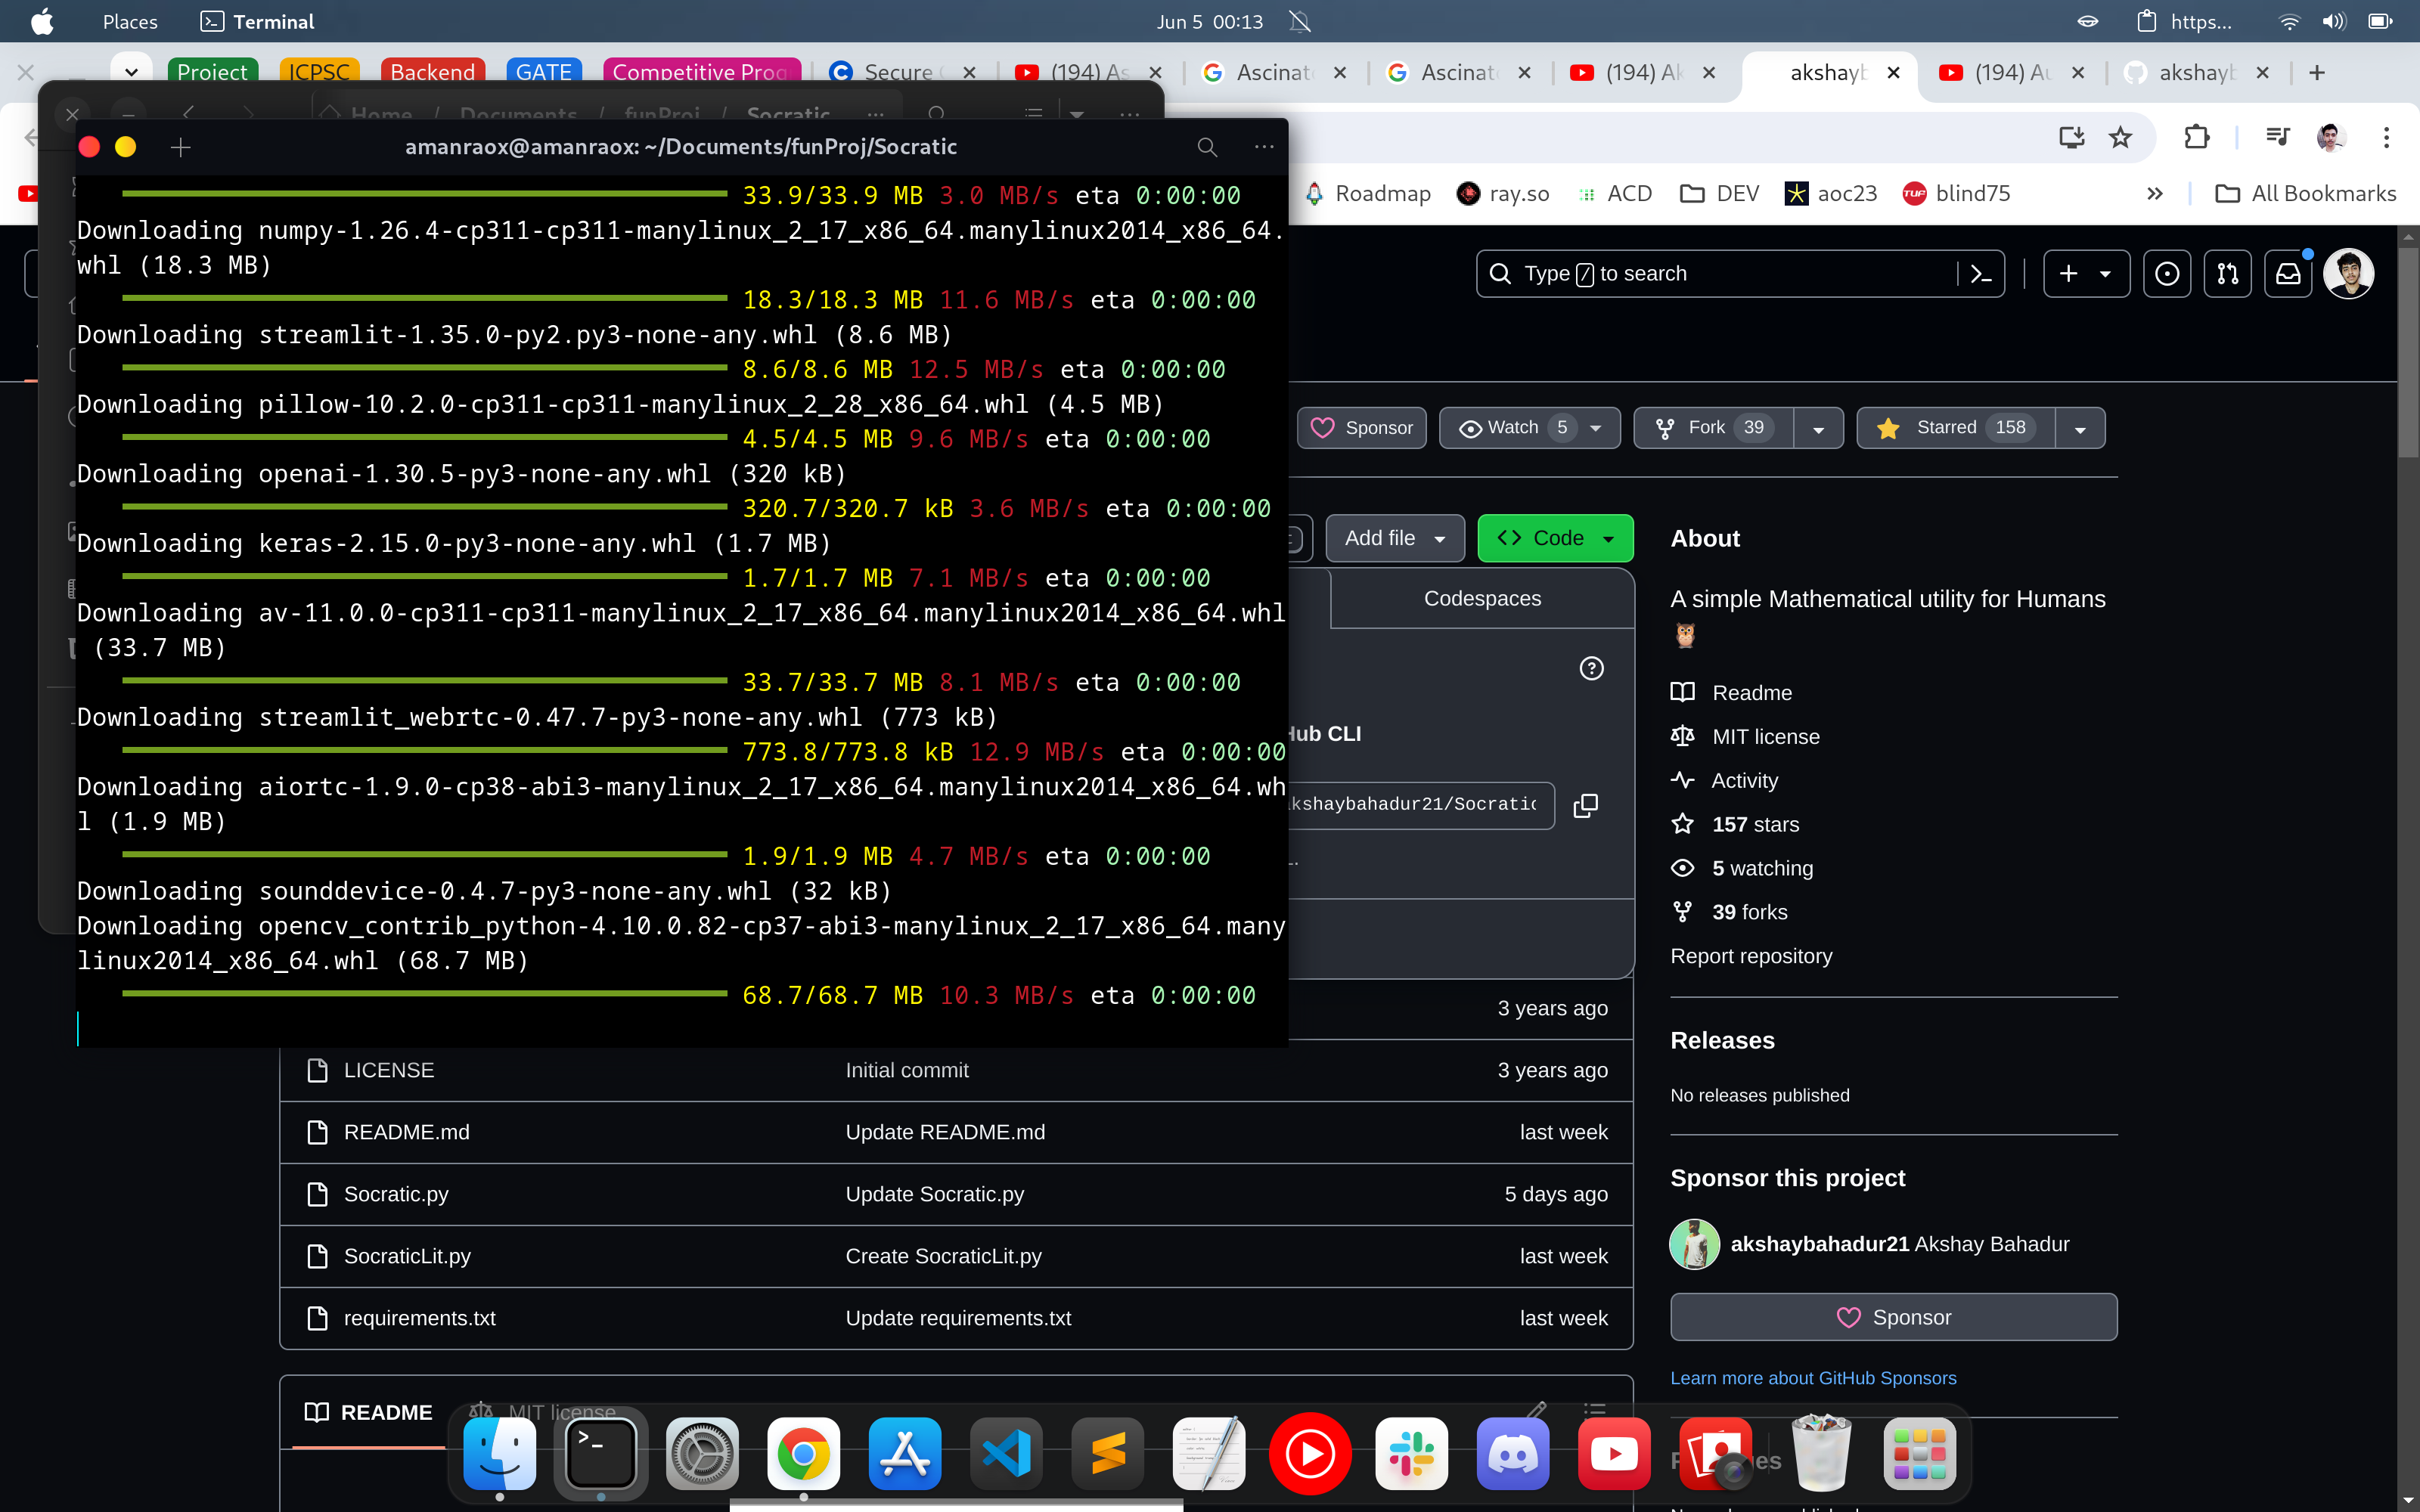 Places
Terminal
Jun 5 00:13
https...
Project
ICPSC
Backend
GATE
Competitive Prog
Secure
(194) As
Ascinat
Ascinat
(194) Ak
akshayb
(194) Au
akshayb
Home / Documents / funProj / Socratic
amanraox@amanraox: ~/Documents/funProj/Socratic
Roadmap
ray.so
ACD
DEV
aoc23
blind75
All Bookmarks
33.9/33.9 MB 3.0 MB/s eta 0:00:00
Downloading numpy-1.26.4-cp311-cp311-manylinux_2_17_x86_64.manylinux2014_x86_64.
whl (18.3 MB)
18.3/18.3 MB 11.6 MB/s eta 0:00:00
Downloading streamlit-1.35.0-py2.py3-none-any.whl (8.6 MB)
8.6/8.6 MB 12.5 MB/s eta 0:00:00
Downloading pillow-10.2.0-cp311-cp311-manylinux_2_28_x86_64.whl (4.5 MB)
4.5/4.5 MB 9.6 MB/s eta 0:00:00
Downloading openai-1.30.5-py3-none-any.whl (320 kB)
320.7/320.7 kB 3.6 MB/s eta 0:00:00
Downloading keras-2.15.0-py3-none-any.whl (1.7 MB)
1.7/1.7 MB 7.1 MB/s eta 0:00:00
Downloading av-11.0.0-cp311-cp311-manylinux_2_17_x86_64.manylinux2014_x86_64.whl
(33.7 MB)
33.7/33.7 MB 8.1 MB/s eta 0:00:00
Downloading streamlit_webrtc-0.47.7-py3-none-any.whl (773 kB)
773.8/773.8 kB 12.9 MB/s eta 0:00:00
Downloading aiortc-1.9.0-cp38-abi3-manylinux_2_17_x86_64.manylinux2014_x86_64.wh
l (1.9 MB)
1.9/1.9 MB 4.7 MB/s eta 0:00:00
Downloading sounddevice-0.4.7-py3-none-any.whl (32 kB)
Downloading opencv_contrib_python-4.10.0.82-cp37-abi3-manylinux_2_17_x86_64.many
linux2014_x86_64.whl (68.7 MB)
68.7/68.7 MB 10.3 MB/s eta 0:00:00
Type / to search
Sponsor
Watch 5
Fork 39
Starred 158
Add file
Code
Codespaces
Hub CLI
akshaybahadur21/Socratic
3 years ago
LICENSE
Initial commit
3 years ago
README.md
Update README.md
last week
Socratic.py
Update Socratic.py
5 days ago
SocraticLit.py
Create SocraticLit.py
last week
requirements.txt
Update requirements.txt
last week
README
MIT license
About
A simple Mathematical utility for Humans
Readme
MIT license
Activity
157 stars
5 watching
39 forks
Report repository
Releases
No releases published
Sponsor this project
akshaybahadur21 Akshay Bahadur
Sponsor
Learn more about GitHub Sponsors